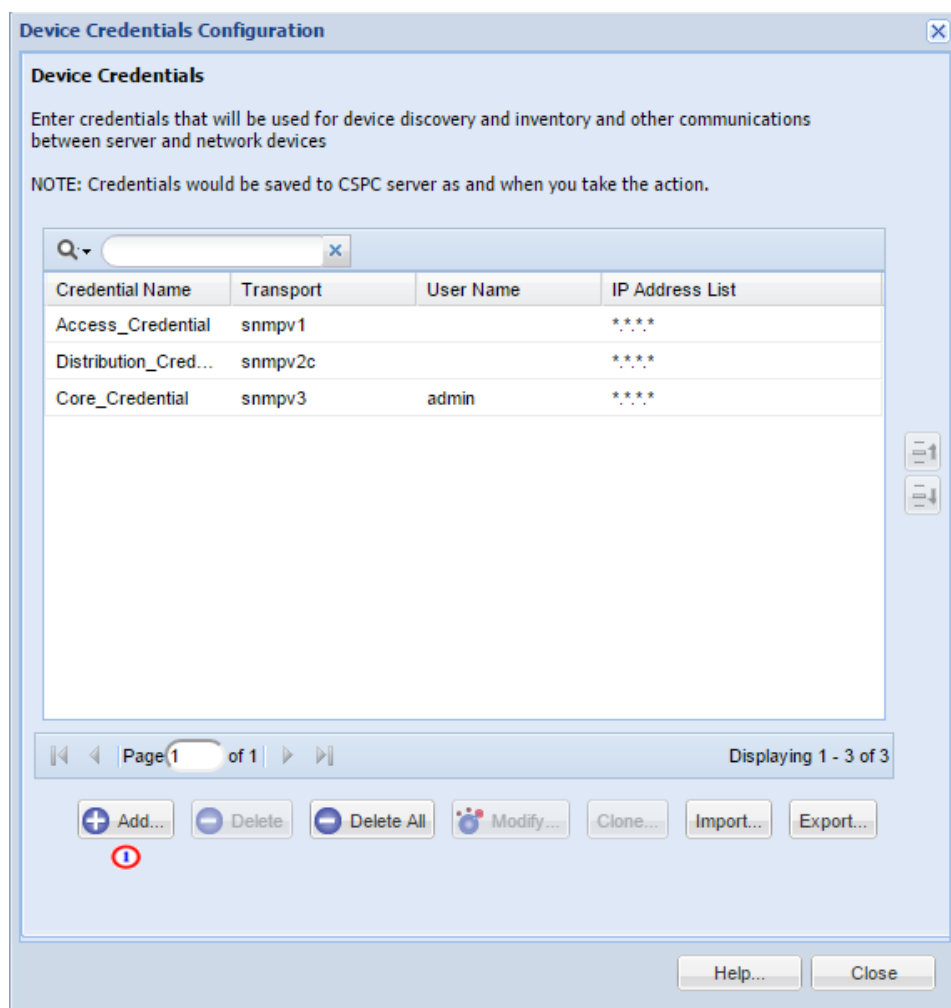 Device Credentials Configuration
Device Credentials
Enter credentials that will be used for device discovery and inventory and other communications
between server and network devices
NOTE: Credentials would be saved to CSPC server as and when you take the action.
Credential Name Transport User Name IP Address List
Access_Credential snmpv1 *.*.*.*
Distribution_Cred... snmpv2c *.*.*.*
Core_Credential snmpv3 admin *.*.*.*
Page 1 of 1 Displaying 1 - 3 of 3
Add... Delete Delete All Modify... Clone... Import... Export...
1
Help... Close